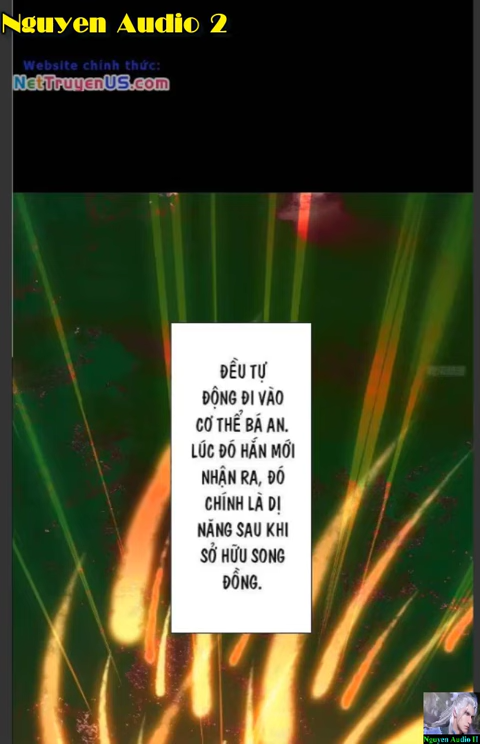 Nguyen Audio 2
Website chính thức:
NetTruyenUS.com
ĐỀU TỰ
ĐỘNG ĐI VÀO
CƠ THỂ BÁ AN.
LÚC ĐÓ HẮN MỚI
NHẬN RA, ĐÓ
CHÍNH LÀ DỊ
NĂNG SAU KHI
SỞ HỮU SONG
ĐỒNG.
Nguyen Audio II